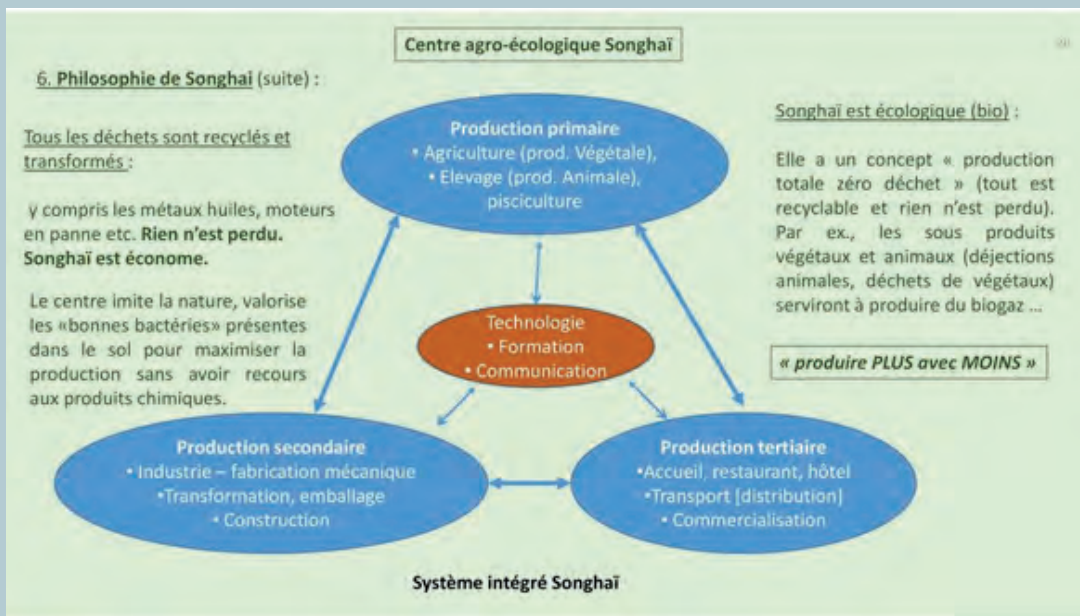 Centre agro-écologique Songhaï
6. Philosophie de Songhai (suite) :
Tous les déchets sont recyclés et
transformés :
y compris les métaux huiles, moteurs
en panne etc. Rien n'est perdu.
Songhaï est économe.
Le centre imite la nature, valorise
les «bonnes bactéries» présentes
dans le sol pour maximiser la
production sans avoir recours
aux produits chimiques.
Production primaire
• Agriculture (prod. Végétale),
• Elevage (prod. Animale),
pisciculture
Technologie
• Formation
• Communication
Production secondaire
• Industrie – fabrication mécanique
•Transformation, emballage
• Construction
Production tertiaire
•Accueil, restaurant, hôtel
•Transport [distribution]
• Commercialisation
Songhaï est écologique (bio) :
Elle a un concept « production
totale zéro déchet » (tout est
recyclable et rien n'est perdu).
Par ex., les sous produits
végétaux et animaux (déjections
animales, déchets de végétaux)
serviront à produire du biogaz ...
« produire PLUS avec MOINS »
Système intégré Songhaï